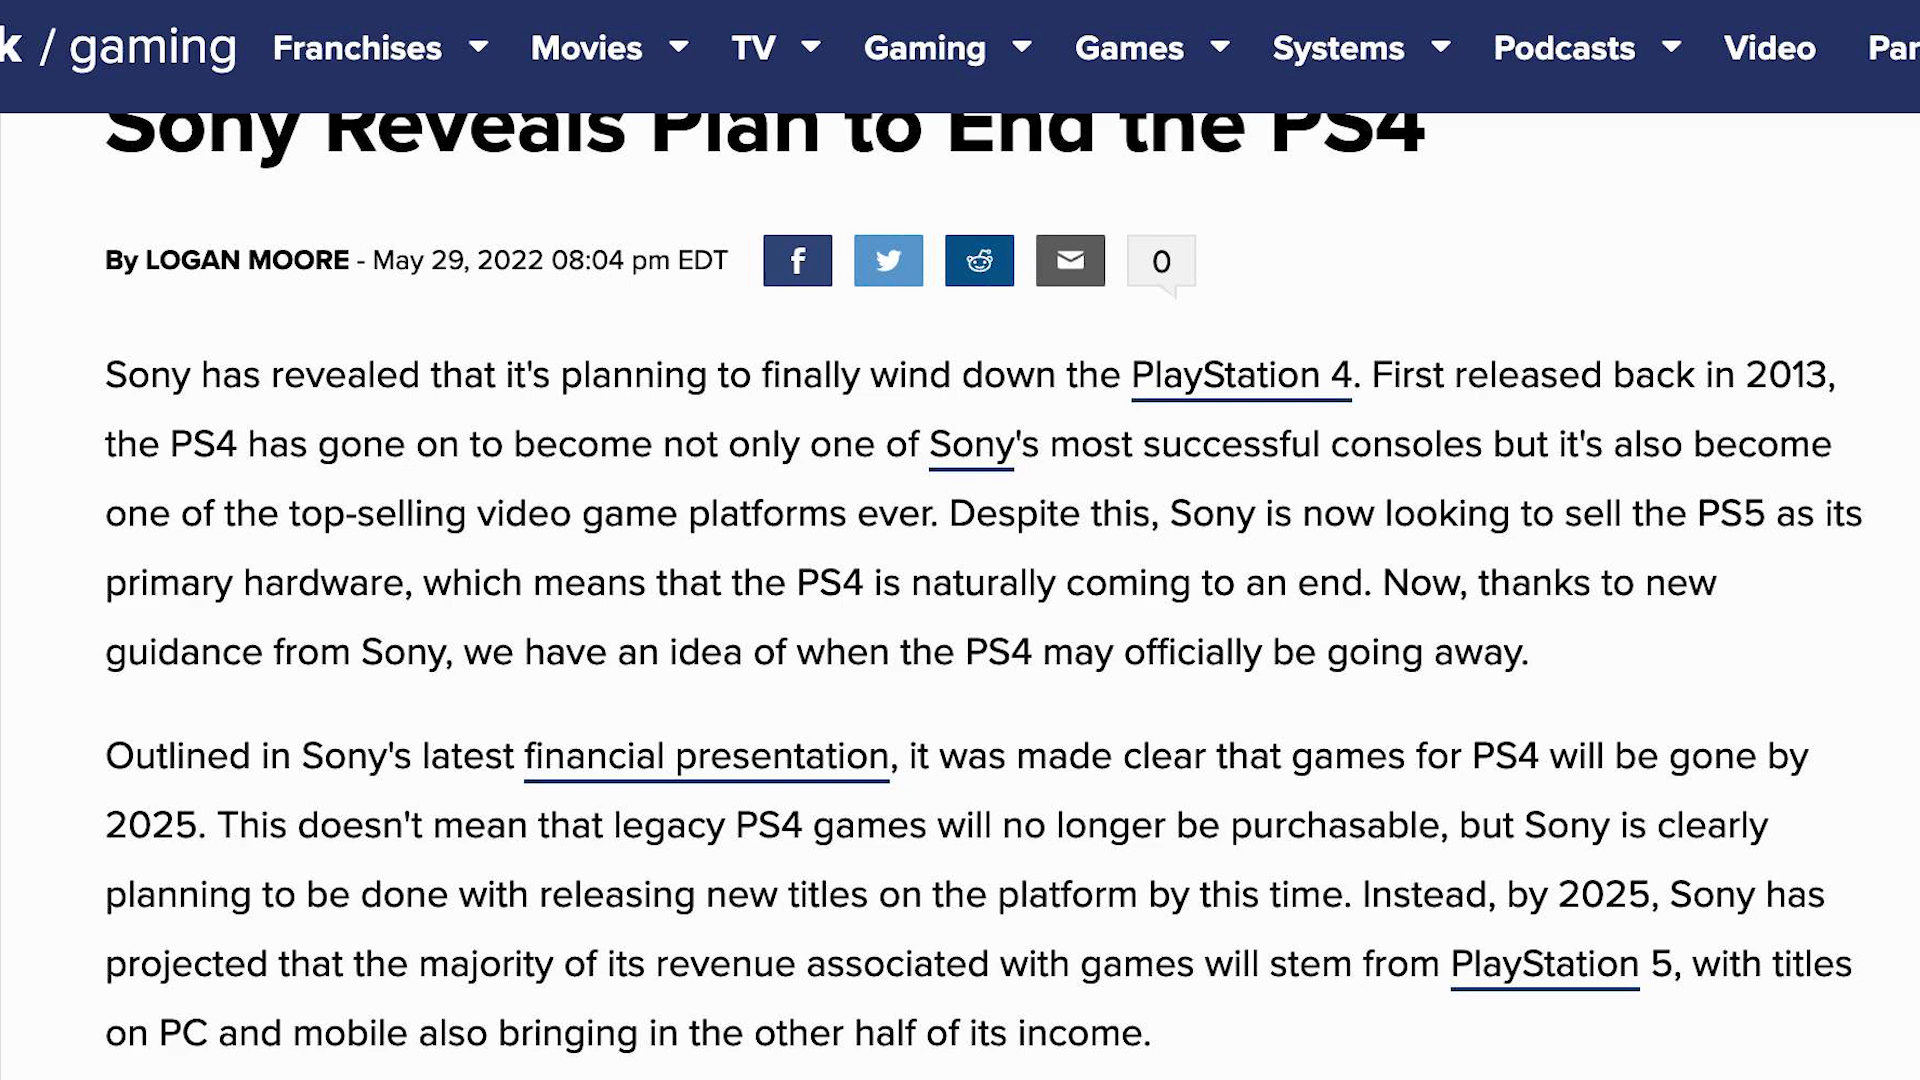 k / gaming Franchises Movies TV Gaming Games Systems Podcasts Video Par
Sony Reveals Plan to End the PS4
By LOGAN MOORE - May 29, 2022 08:04 pm EDT f 0
Sony has revealed that it's planning to finally wind down the PlayStation 4. First released back in 2013,
the PS4 has gone on to become not only one of Sony's most successful consoles but it's also become
one of the top-selling video game platforms ever. Despite this, Sony is now looking to sell the PS5 as its
primary hardware, which means that the PS4 is naturally coming to an end. Now, thanks to new
guidance from Sony, we have an idea of when the PS4 may officially be going away.
Outlined in Sony's latest financial presentation, it was made clear that games for PS4 will be gone by
2025. This doesn't mean that legacy PS4 games will no longer be purchasable, but Sony is clearly
planning to be done with releasing new titles on the platform by this time. Instead, by 2025, Sony has
projected that the majority of its revenue associated with games will stem from PlayStation 5, with titles
on PC and mobile also bringing in the other half of its income.